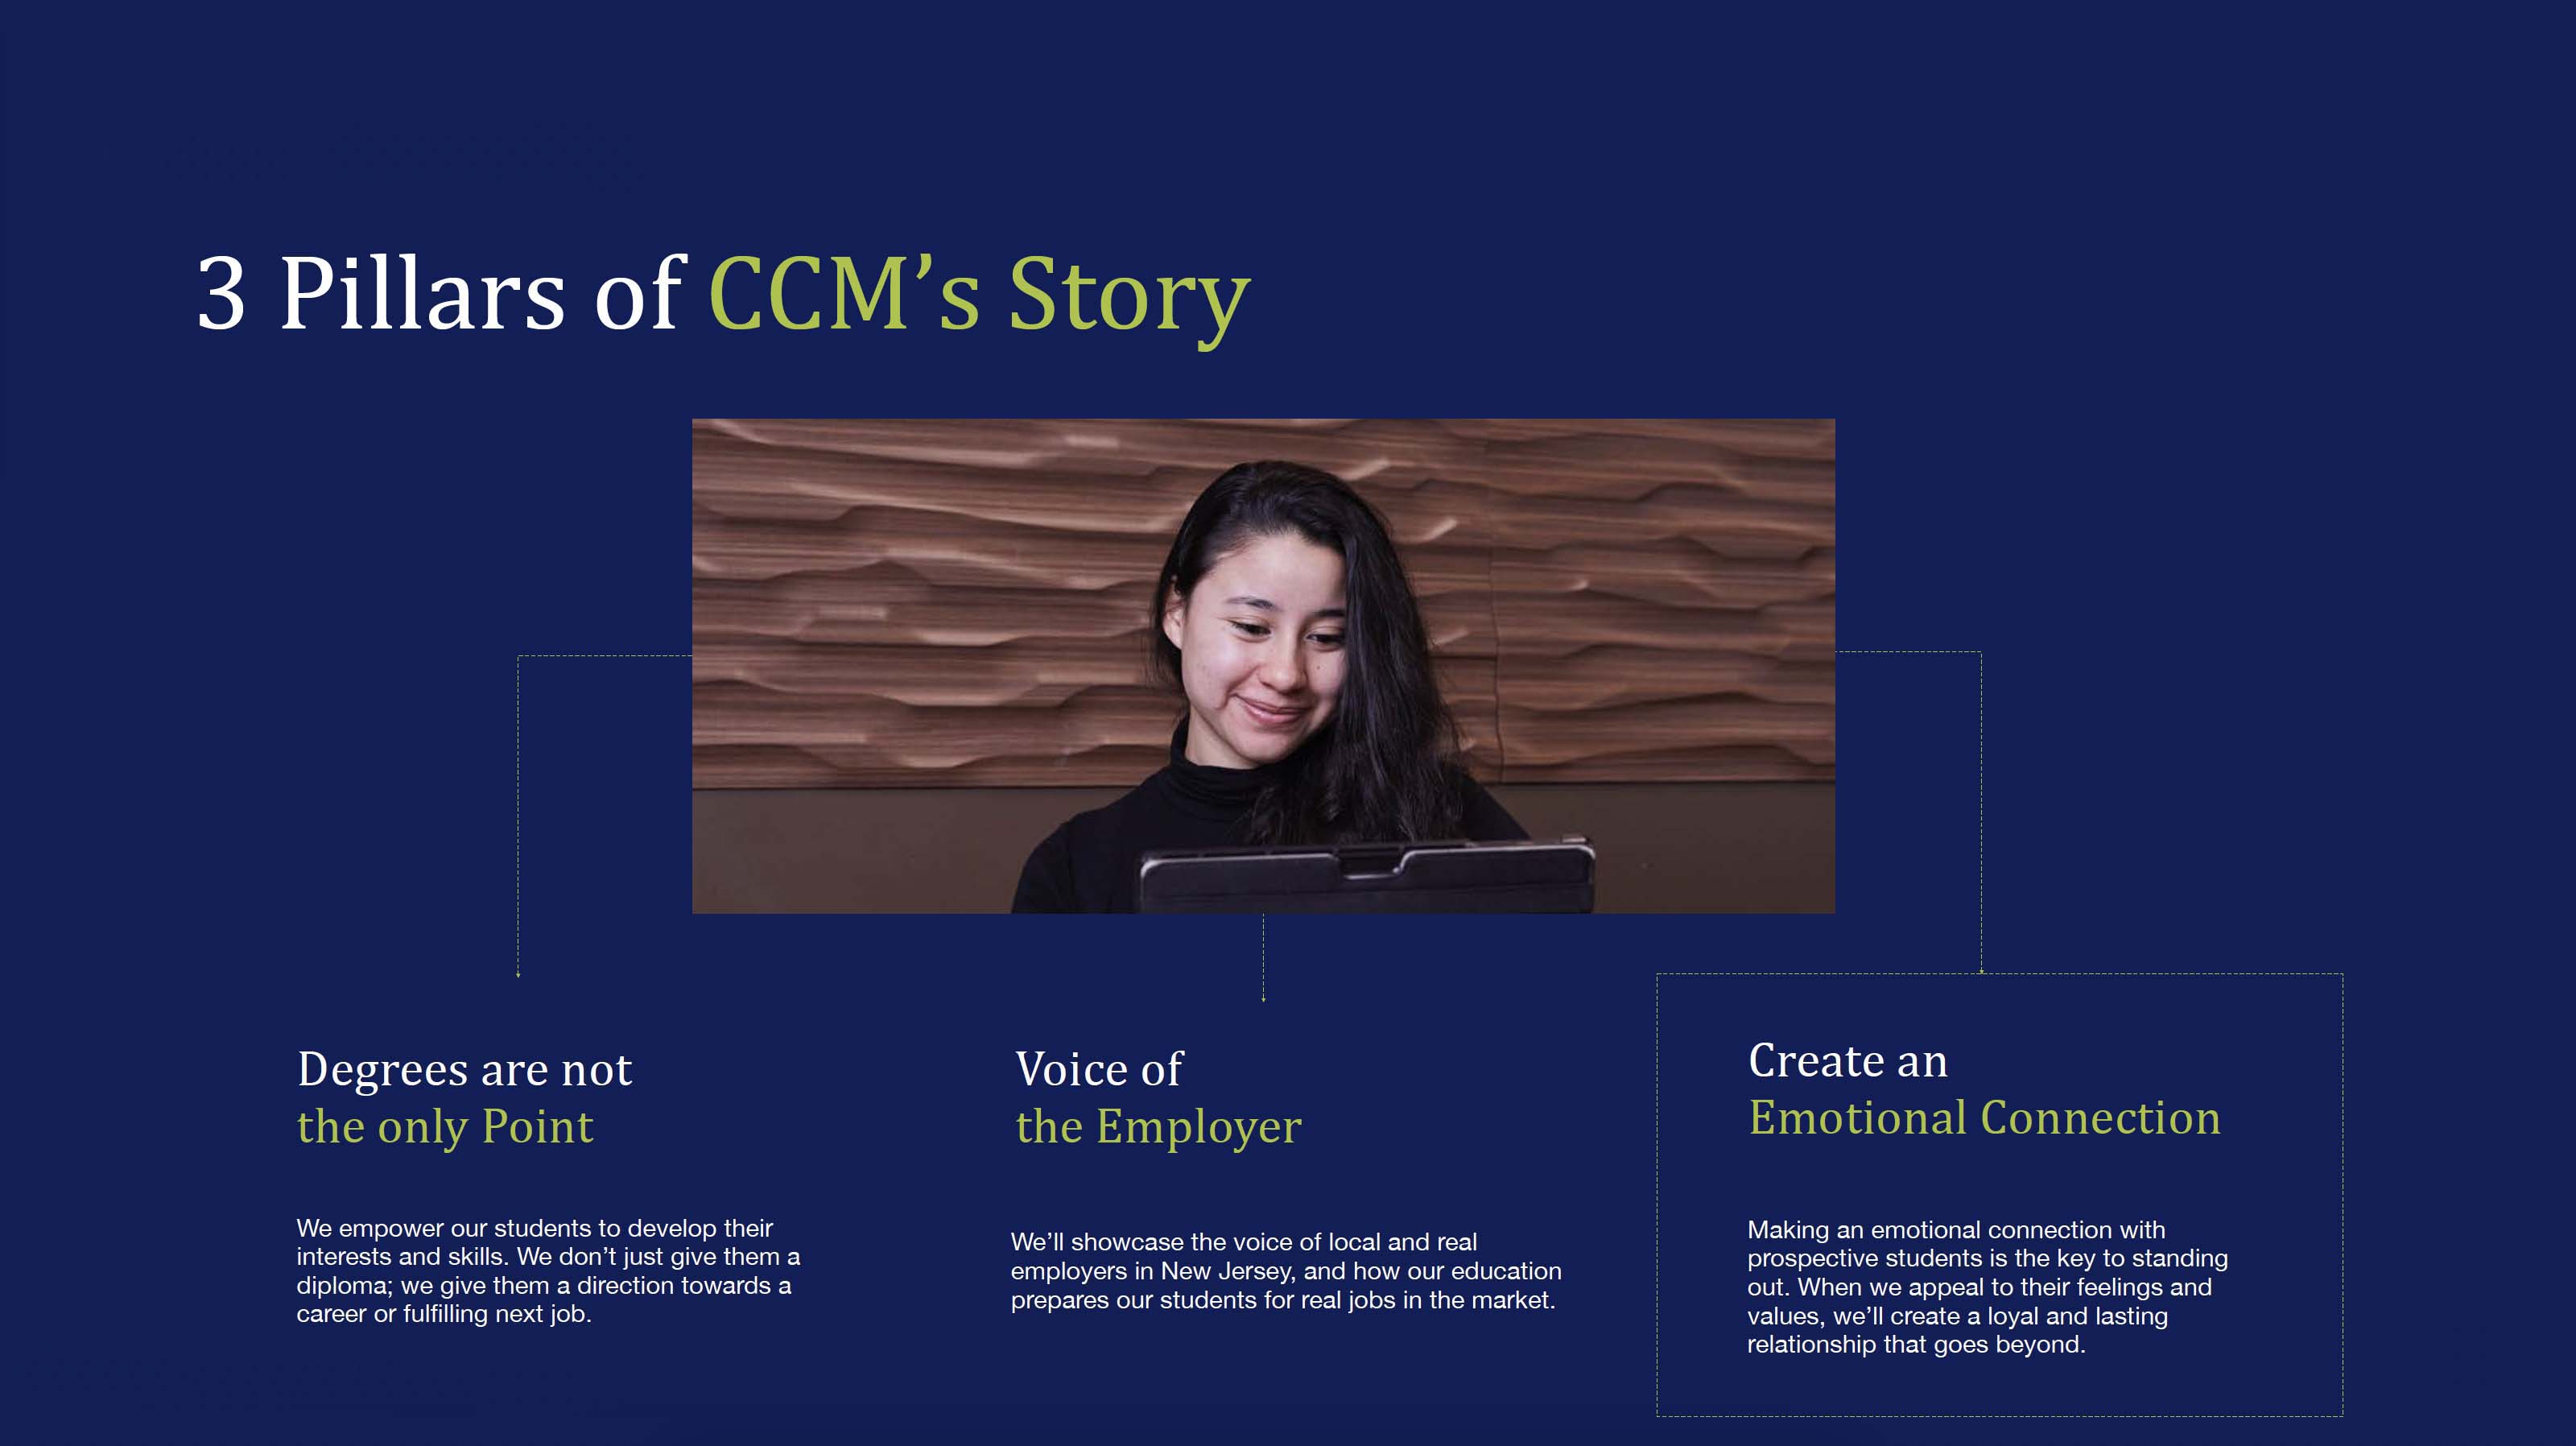 3 Pillars of CCM’s Story
Degrees are not
the only Point
We empower our students to develop their
interests and skills. We don’t just give them a
diploma; we give them a direction towards a
career or fulfilling next job.
Voice of
the Employer
We’ll showcase the voice of local and real
employers in New Jersey, and how our education
prepares our students for real jobs in the market.
Create an
Emotional Connection
Making an emotional connection with
prospective students is the key to standing
out. When we appeal to their feelings and
values, we’ll create a loyal and lasting
relationship that goes beyond.